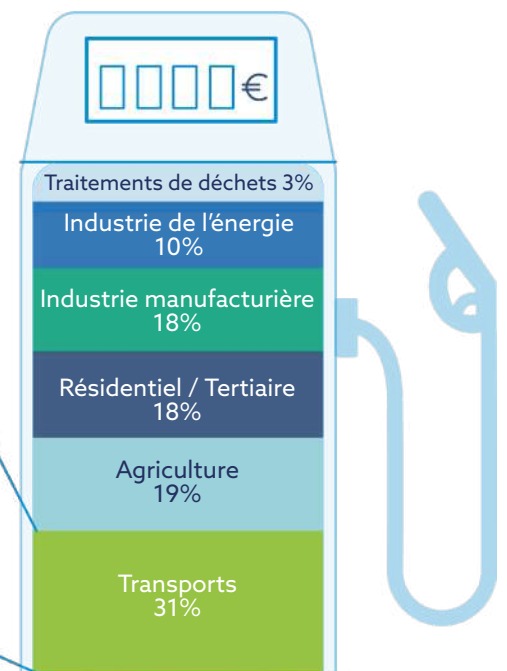 €
Traitements de déchets 3%
Industrie de l’énergie
10%
Industrie manufacturière
18%
Résidentiel / Tertiaire
18%
Agriculture
19%
Transports
31%